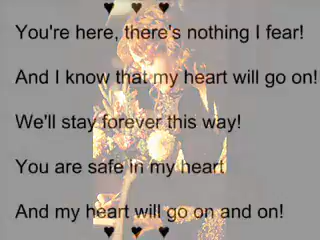 ♥ ♥ ♥
You're here, there's nothing I fear!
And I know that my heart will go on!
We'll stay forever this way!
You are safe in my heart
And my heart will go on and on!
♥ ♥ ♥